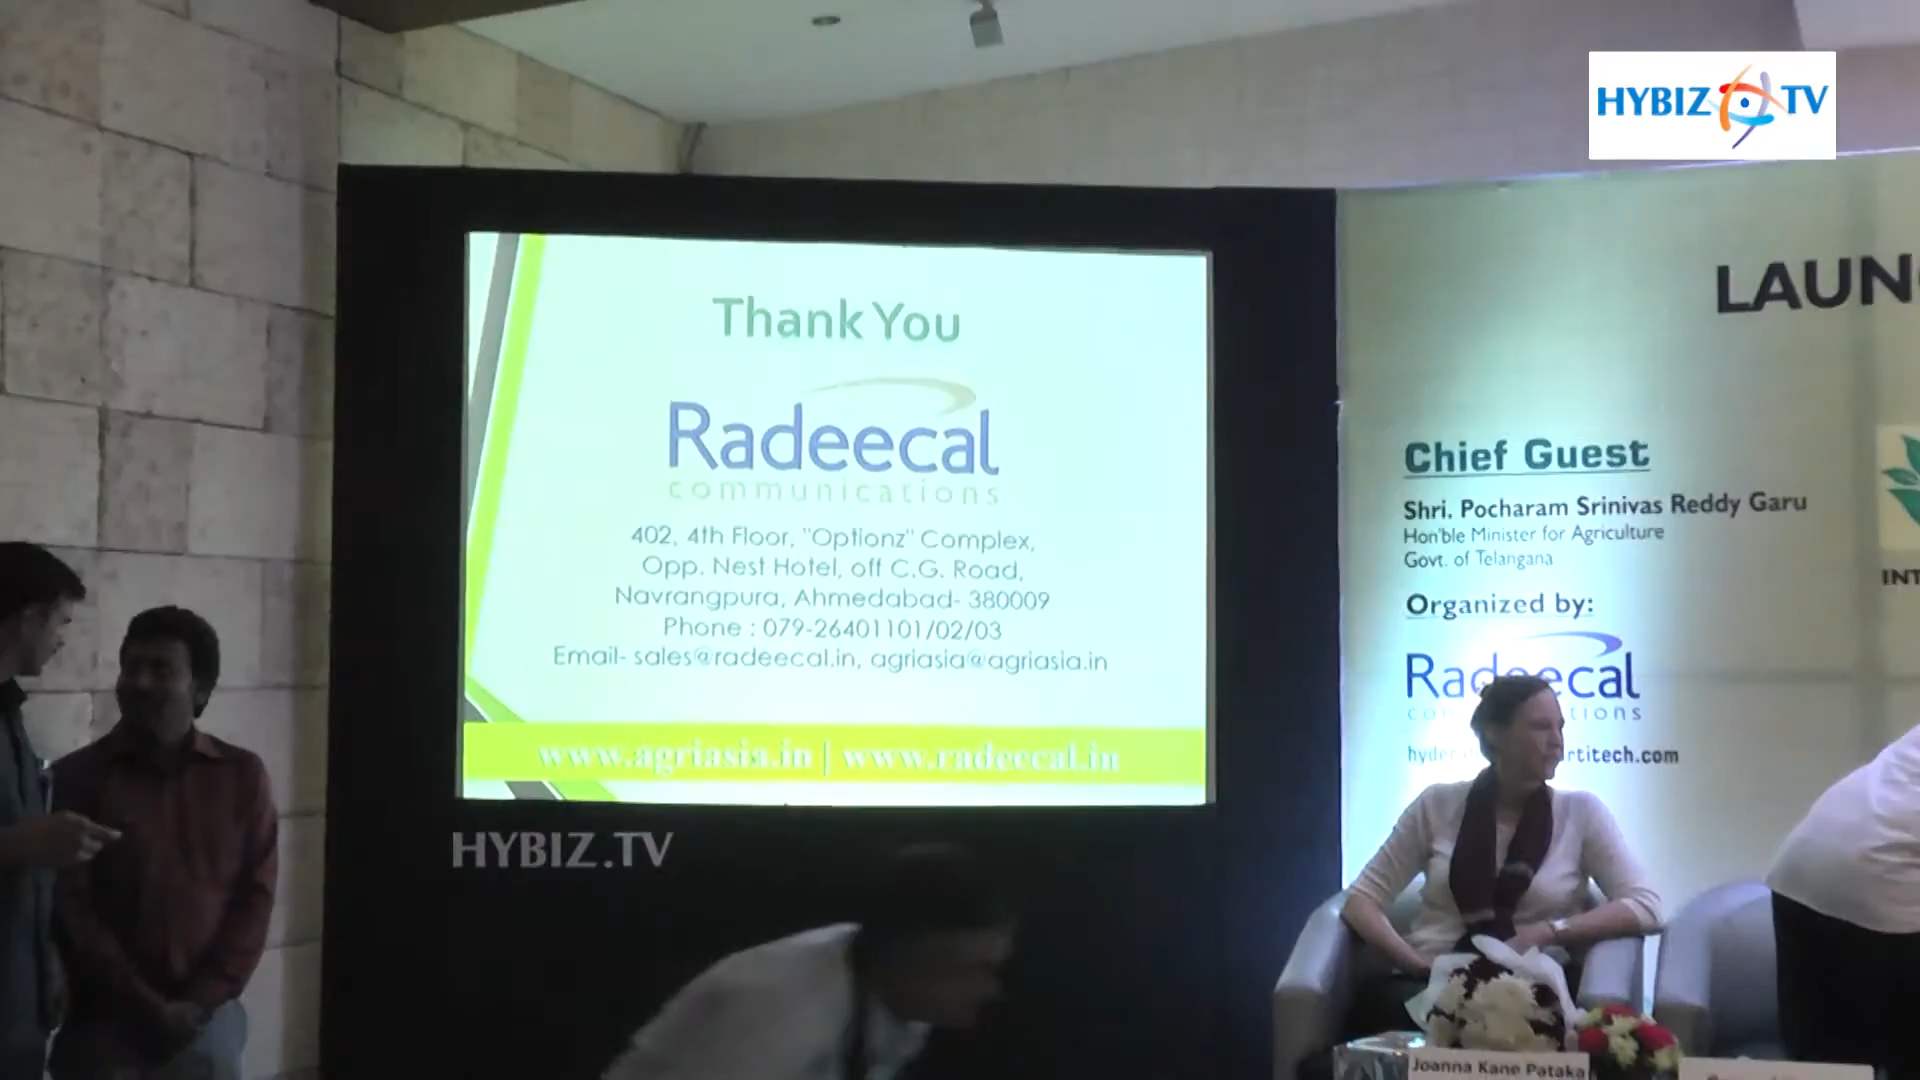 HYBIZ TV
Thank You
Radeecal
communications
402, 4th Floor, "Optionz" Complex,
Opp. Nest Hotel, off C.G. Road,
Navrangpura, Ahmedabad- 380009
Phone : 079-26401101/02/03
Email- sales@radeecal.in, agriasia@agriasia.in
www.agriasia.in | www.radeecal.in
HYBIZ.TV
LAUN
Chief Guest
Shri. Pocharam Srinivas Reddy Garu
Hon'ble Minister for Agriculture
Govt. of Telangana
INT
Organized by:
Radeecal
Joanna Kane Pataka